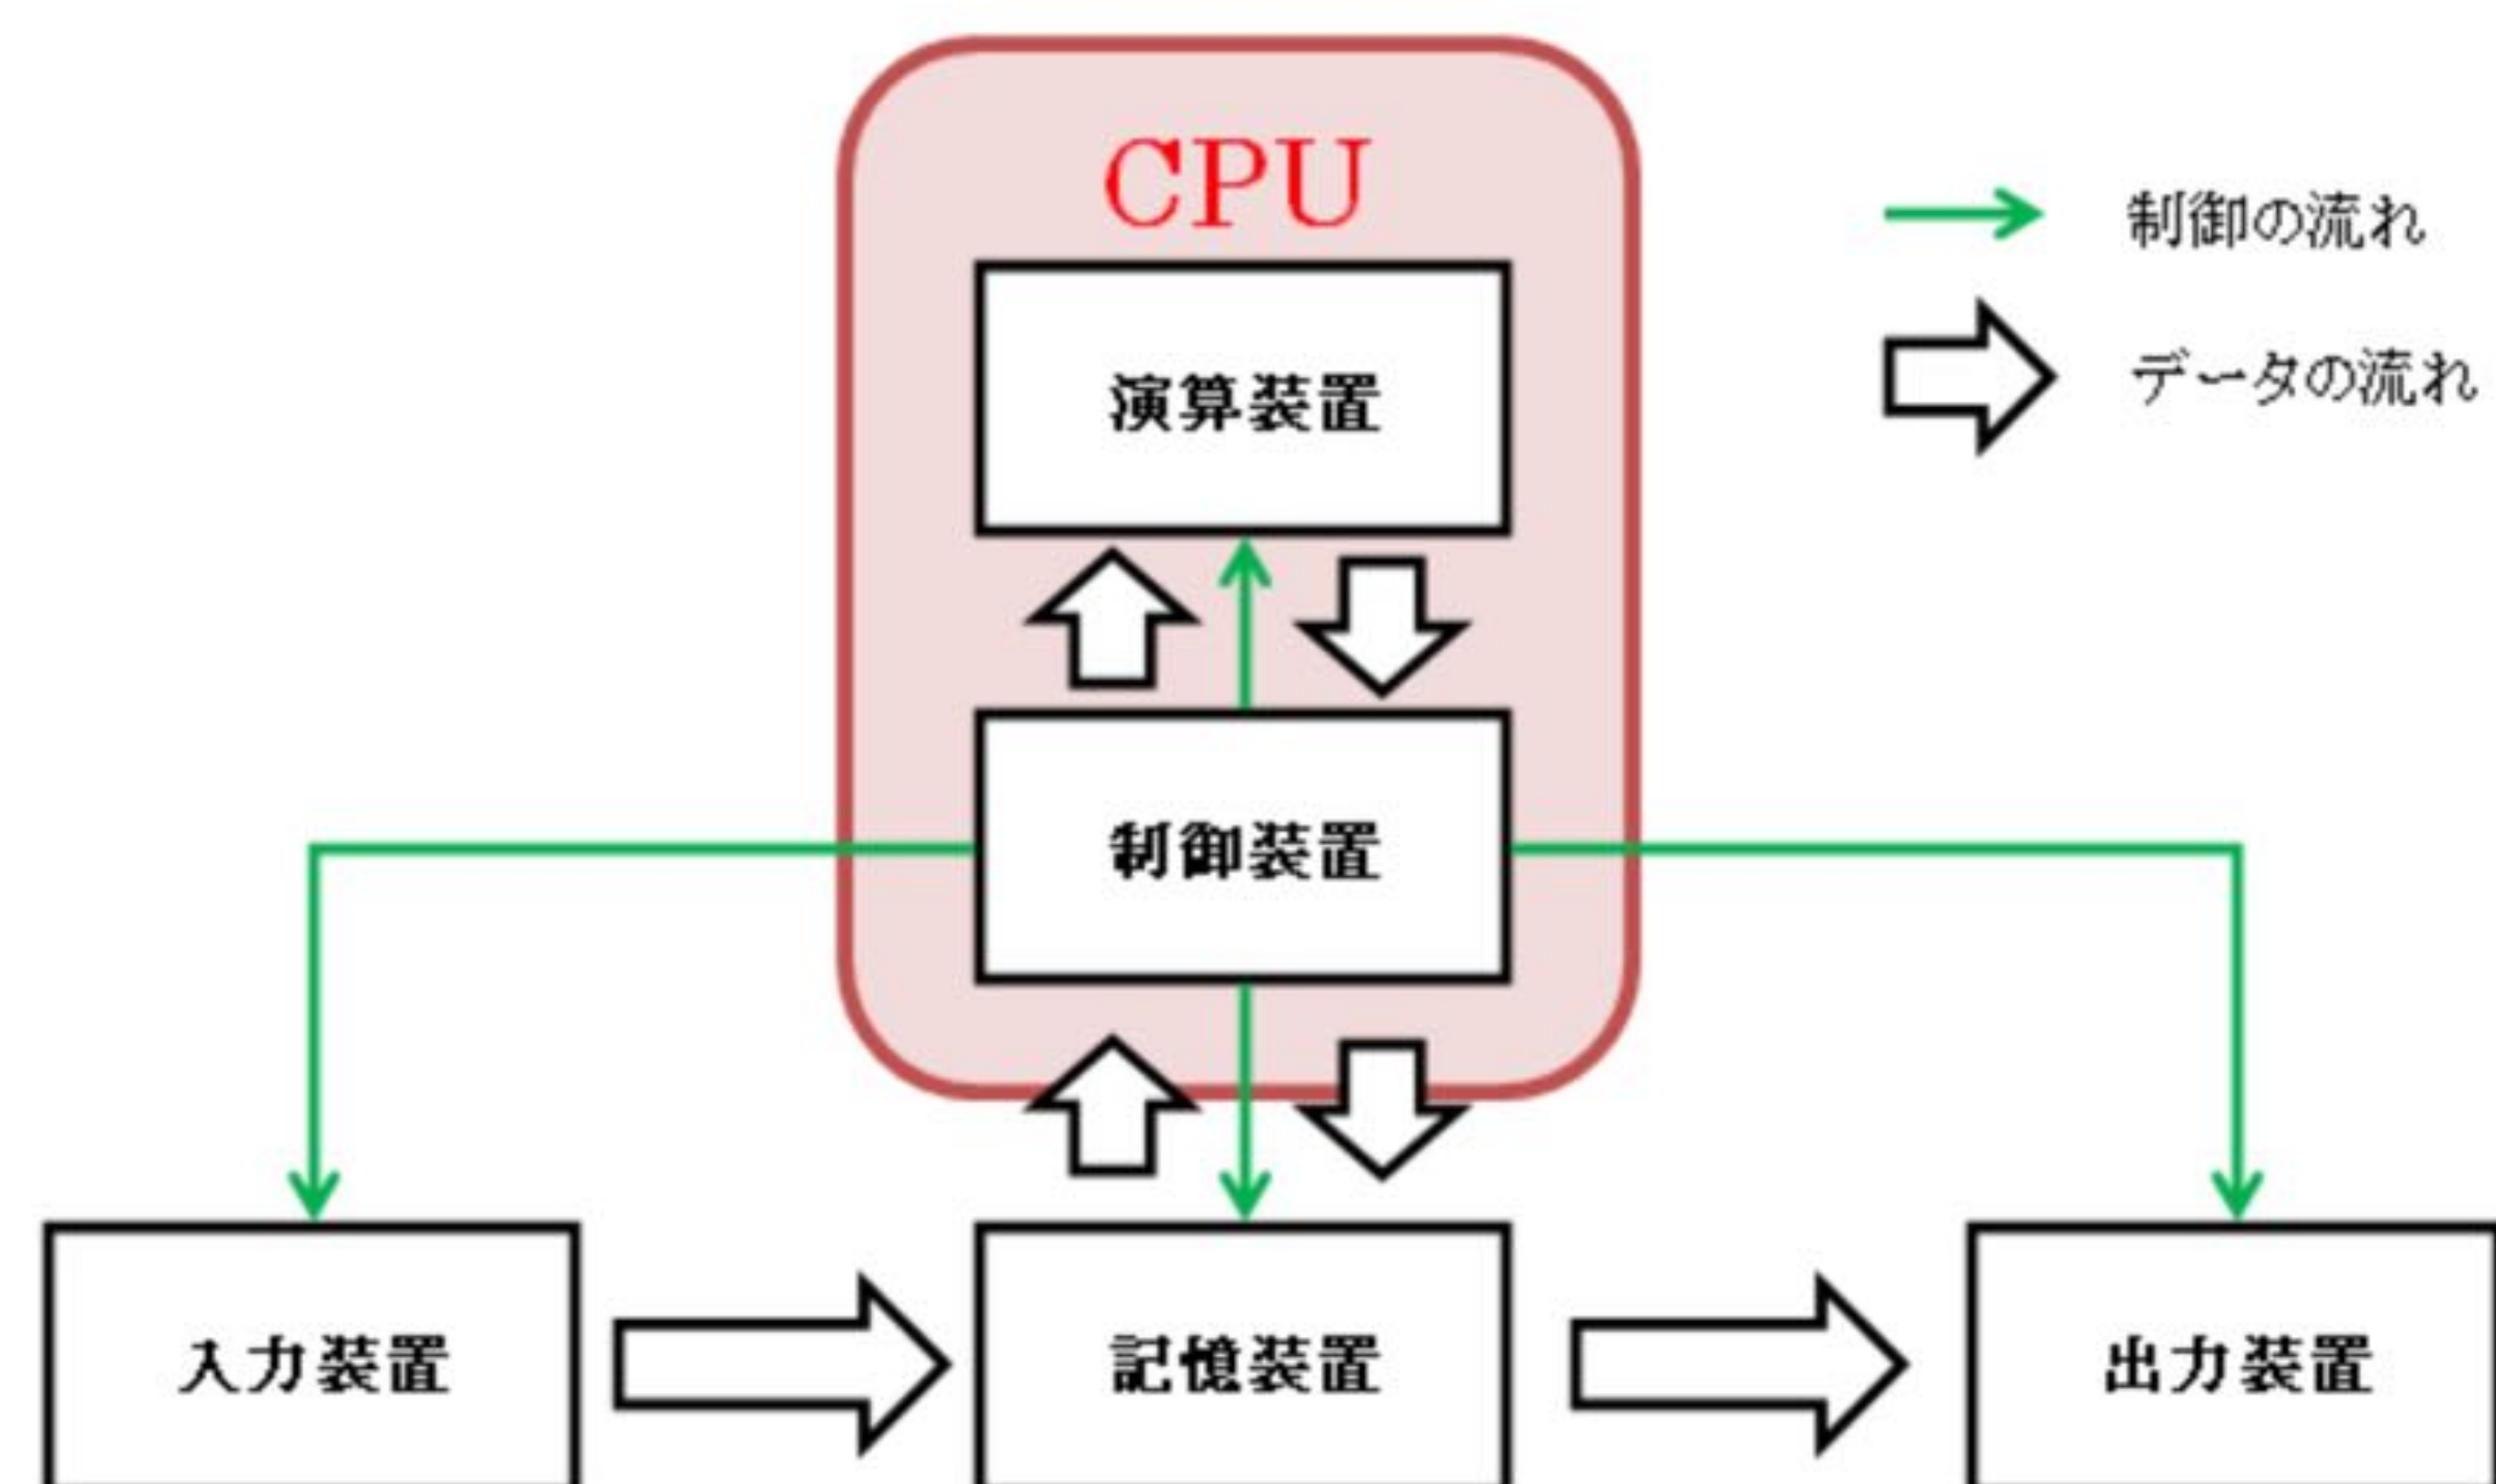 CPU
制御の流れ
データの流れ
演算装置
制御装置
入力装置
記憶装置
出力装置